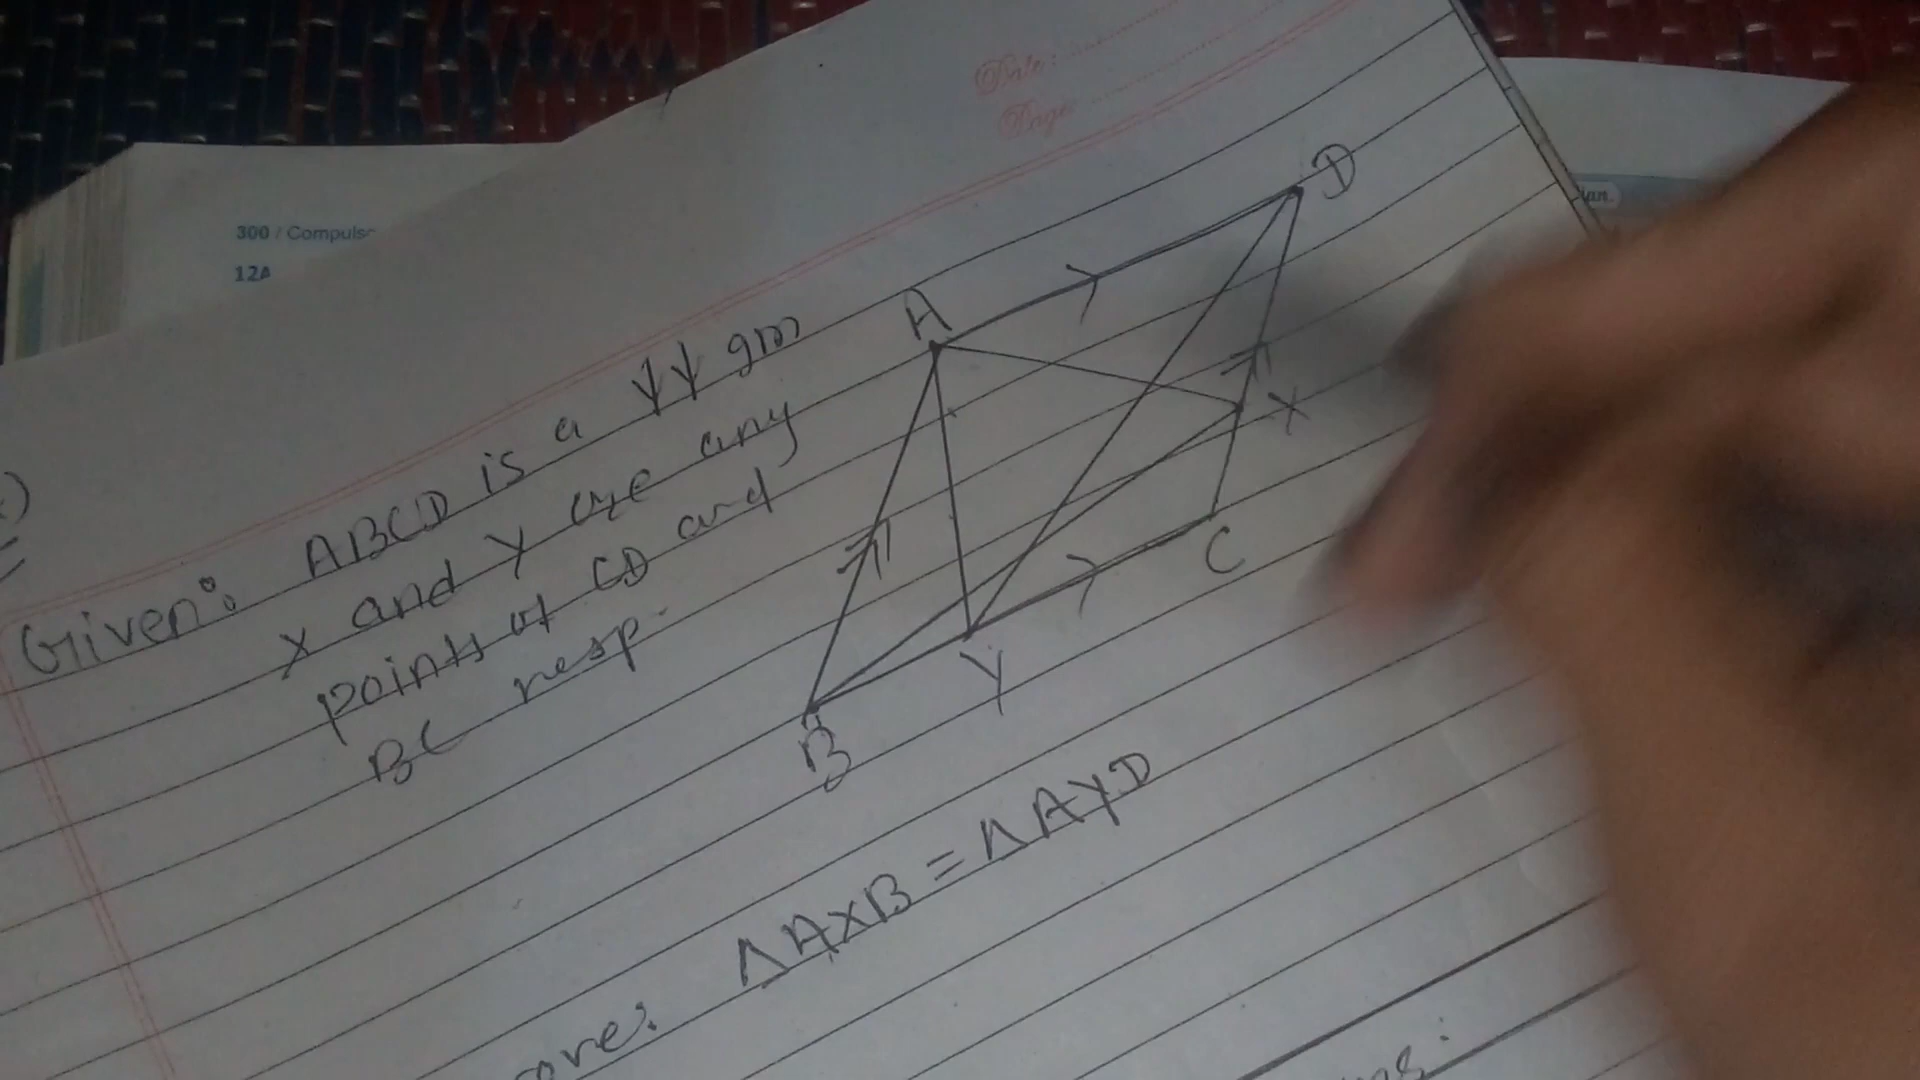 Date:
Page
300 / Compuls
12A
ian.
D
A
X
C
Y
B
Given: ABCD is a || gm
X and Y are any
points of CD and
BC resp.
ove: ΔAXB = ΔAYD